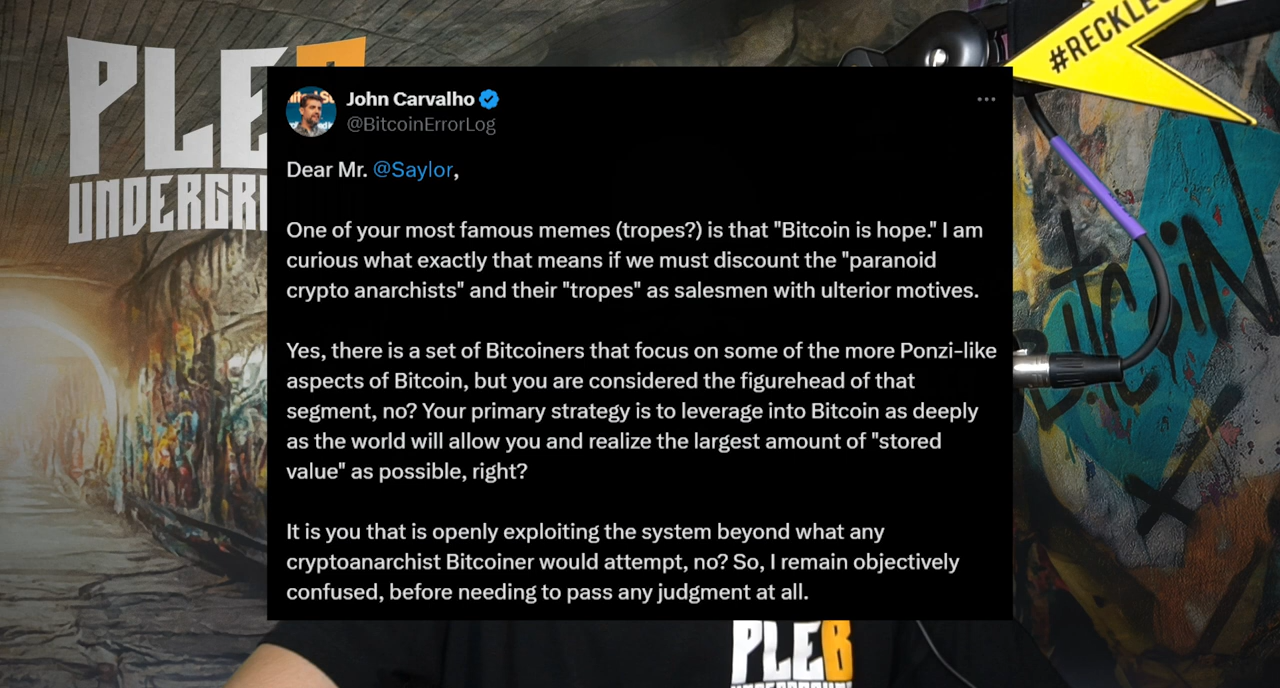 PLEB
UNDERGR
#RECKLES
John Carvalho
@BitcoinErrorLog
Dear Mr. @Saylor,
One of your most famous memes (tropes?) is that "Bitcoin is hope." I am
curious what exactly that means if we must discount the "paranoid
crypto anarchists" and their "tropes" as salesmen with ulterior motives.
Yes, there is a set of Bitcoiners that focus on some of the more Ponzi-like
aspects of Bitcoin, but you are considered the figurehead of that
segment, no? Your primary strategy is to leverage into Bitcoin as deeply
as the world will allow you and realize the largest amount of "stored
value" as possible, right?
It is you that is openly exploiting the system beyond what any
cryptoanarchist Bitcoiner would attempt, no? So, I remain objectively
confused, before needing to pass any judgment at all.
BitcoiN
PLEB
UNDERGROUND